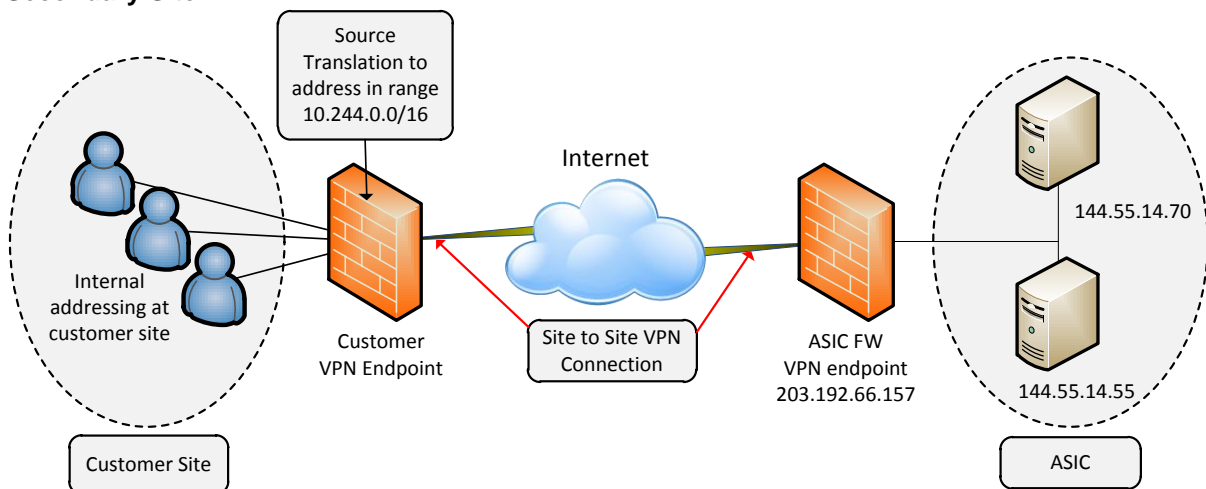 Secondary Site
Source
Translation to
address in range
10.244.0.0/16
Internet
144.55.14.70
Internal
addressing at
customer site
Customer
VPN Endpoint
Site to Site VPN
Connection
ASIC FW
VPN endpoint
203.192.66.157
144.55.14.55
Customer Site
ASIC